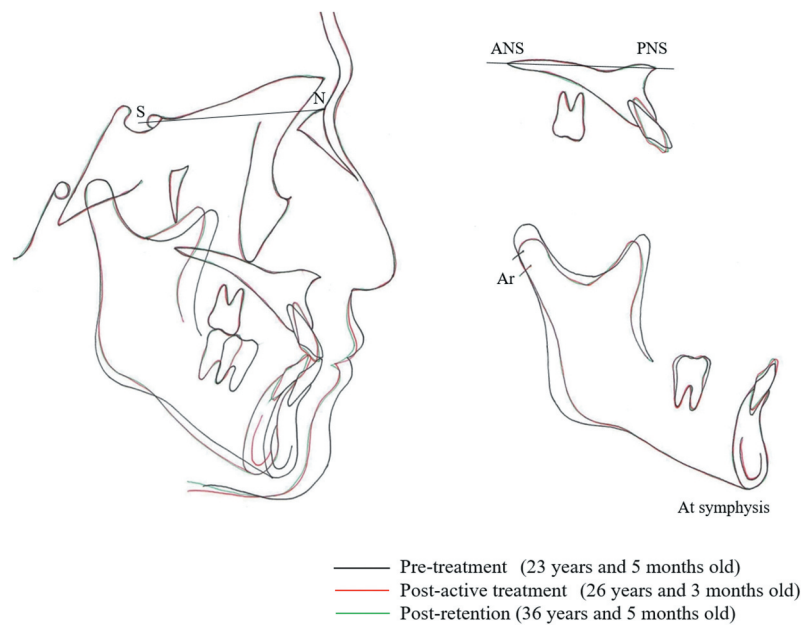 ANS PNS
S N
Ar
At symphysis
Pre-treatment (23 years and 5 months old)
Post-active treatment (26 years and 3 months old)
Post-retention (36 years and 5 months old)